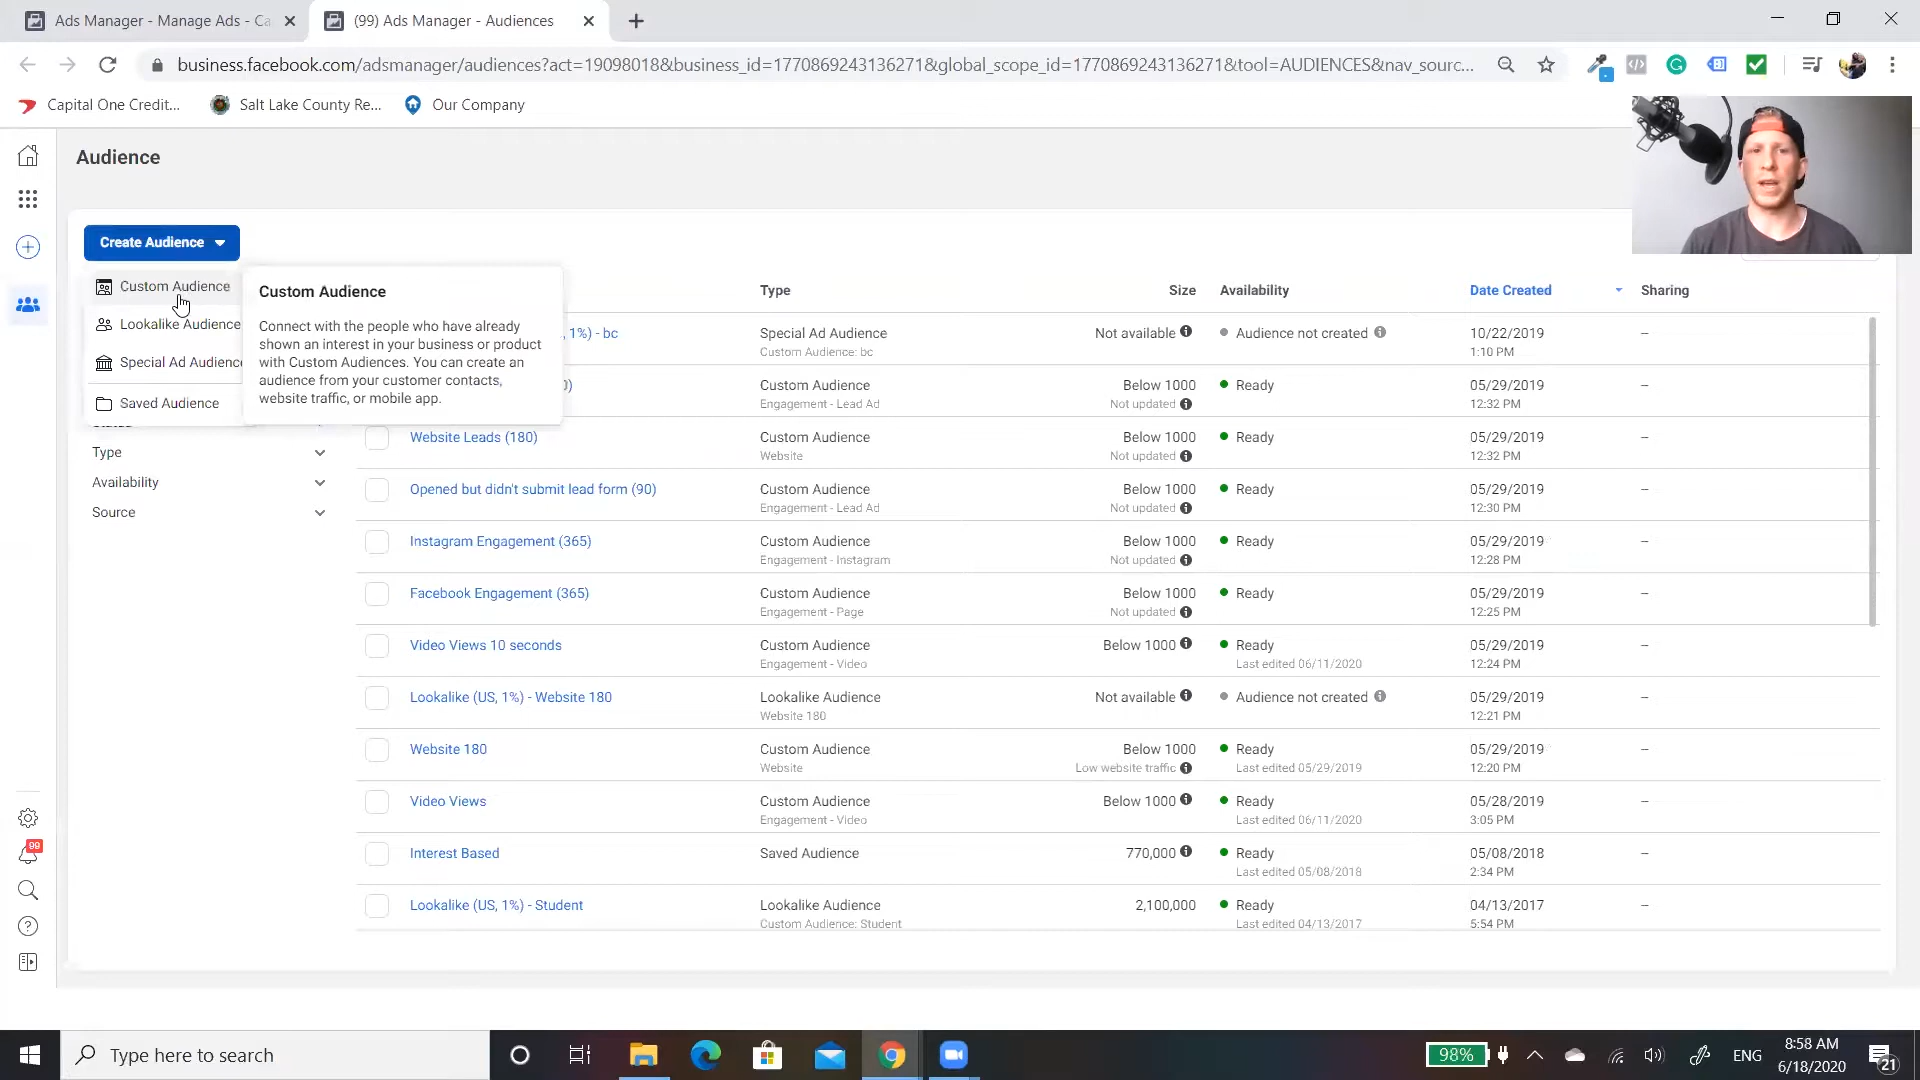 Ads Manager - Manage Ads - Ca
(99) Ads Manager - Audiences
business.facebook.com/adsmanager/audiences?act=19098018&business_id=1770869243136271&global_scope_id=1770869243136271&tool=AUDIENCES&nav_sourc...
Capital One Credit...
Salt Lake County Re...
Our Company
Audience
Create Audience
Custom Audience
Lookalike Audience
Special Ad Audienc
Saved Audience
Custom Audience
Connect with the people who have already
shown an interest in your business or product
with Custom Audiences. You can create an
audience from your customer contacts,
website traffic, or mobile app.
Type
Availability
Source
Type Size Availability Date Created Sharing
, 1%) - bc Special Ad Audience Not available Audience not created 10/22/2019 –
Custom Audience: bc 1:10 PM
0) Custom Audience Below 1000 Ready 05/29/2019 –
Engagement - Lead Ad Not updated 12:32 PM
Website Leads (180) Custom Audience Below 1000 Ready 05/29/2019 –
Website Not updated 12:32 PM
Opened but didn't submit lead form (90) Custom Audience Below 1000 Ready 05/29/2019 –
Engagement - Lead Ad Not updated 12:30 PM
Instagram Engagement (365) Custom Audience Below 1000 Ready 05/29/2019 –
Engagement - Instagram Not updated 12:28 PM
Facebook Engagement (365) Custom Audience Below 1000 Ready 05/29/2019 –
Engagement - Page Not updated 12:25 PM
Video Views 10 seconds Custom Audience Below 1000 Ready 05/29/2019 –
Engagement - Video Last edited 06/11/2020 12:24 PM
Lookalike (US, 1%) - Website 180 Lookalike Audience Not available Audience not created 05/29/2019 –
Website 180 12:21 PM
Website 180 Custom Audience Below 1000 Ready 05/29/2019 –
Website Low website traffic Last edited 05/29/2019 12:20 PM
Video Views Custom Audience Below 1000 Ready 05/28/2019 –
Engagement - Video Last edited 06/11/2020 3:05 PM
Interest Based Saved Audience 770,000 Ready 05/08/2018 –
Last edited 05/08/2018 2:34 PM
Lookalike (US, 1%) - Student Lookalike Audience 2,100,000 Ready 04/13/2017 –
Custom Audience: Student Last edited 04/13/2017 5:54 PM
99
Type here to search
98%
ENG
8:58 AM
6/18/2020
21